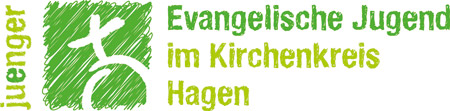 juenger
Evangelische Jugend
im Kirchenkreis
Hagen